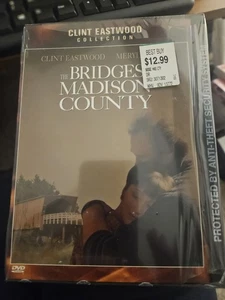 CLINT EASTWOOD
COLLECTION
CLINT EASTWOOD MERY
BEST BUY
$12.99
THE BRIDGES
MADISON
COUNTY
DVD
PROTECTED BY ANTI-THEFT SECURITY